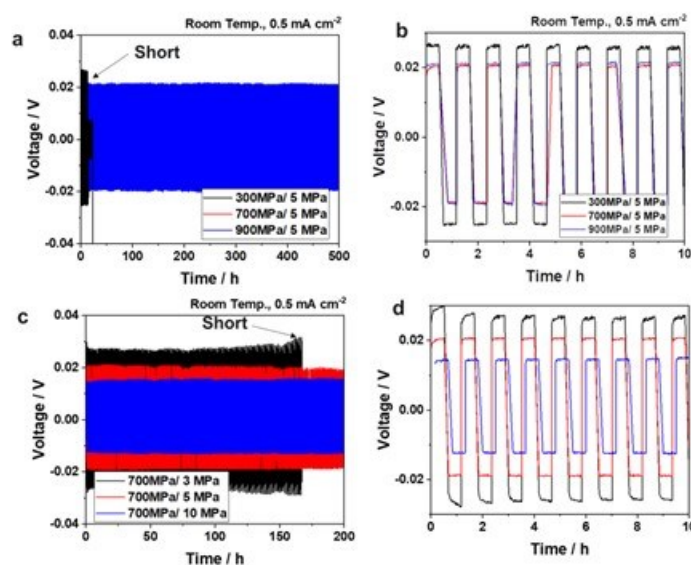 a
Room Temp., 0.5 mA cm-2
Short
Voltage / V
0.04
0.02
0.00
-0.02
-0.04
300MPa/ 5 MPa
700MPa/ 5 MPa
900MPa/ 5 MPa
0 100 200 300 400 500
Time / h
b
Room Temp., 0.5 mA cm-2
Voltage / V
0.02
0.00
-0.02
300MPa/ 5 MPa
700MPa/ 5 MPa
900MPa/ 5 MPa
0 2 4 6 8 10
Time / h
c
Room Temp., 0.5 mA cm-2
Short
Voltage / V
0.04
0.02
0.00
-0.02
-0.04
700MPa/ 3 MPa
700MPa/ 5 MPa
700MPa/ 10 MPa
0 50 100 150 200
Time / h
d
Voltage / V
0.02
0.00
-0.02
0 2 4 6 8 10
Time / h